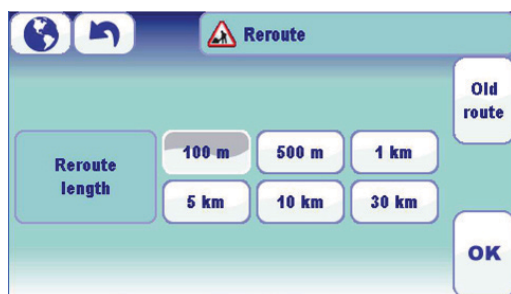 Reroute
Old
route
Reroute
length
100 m
500 m
1 km
5 km
10 km
30 km
OK